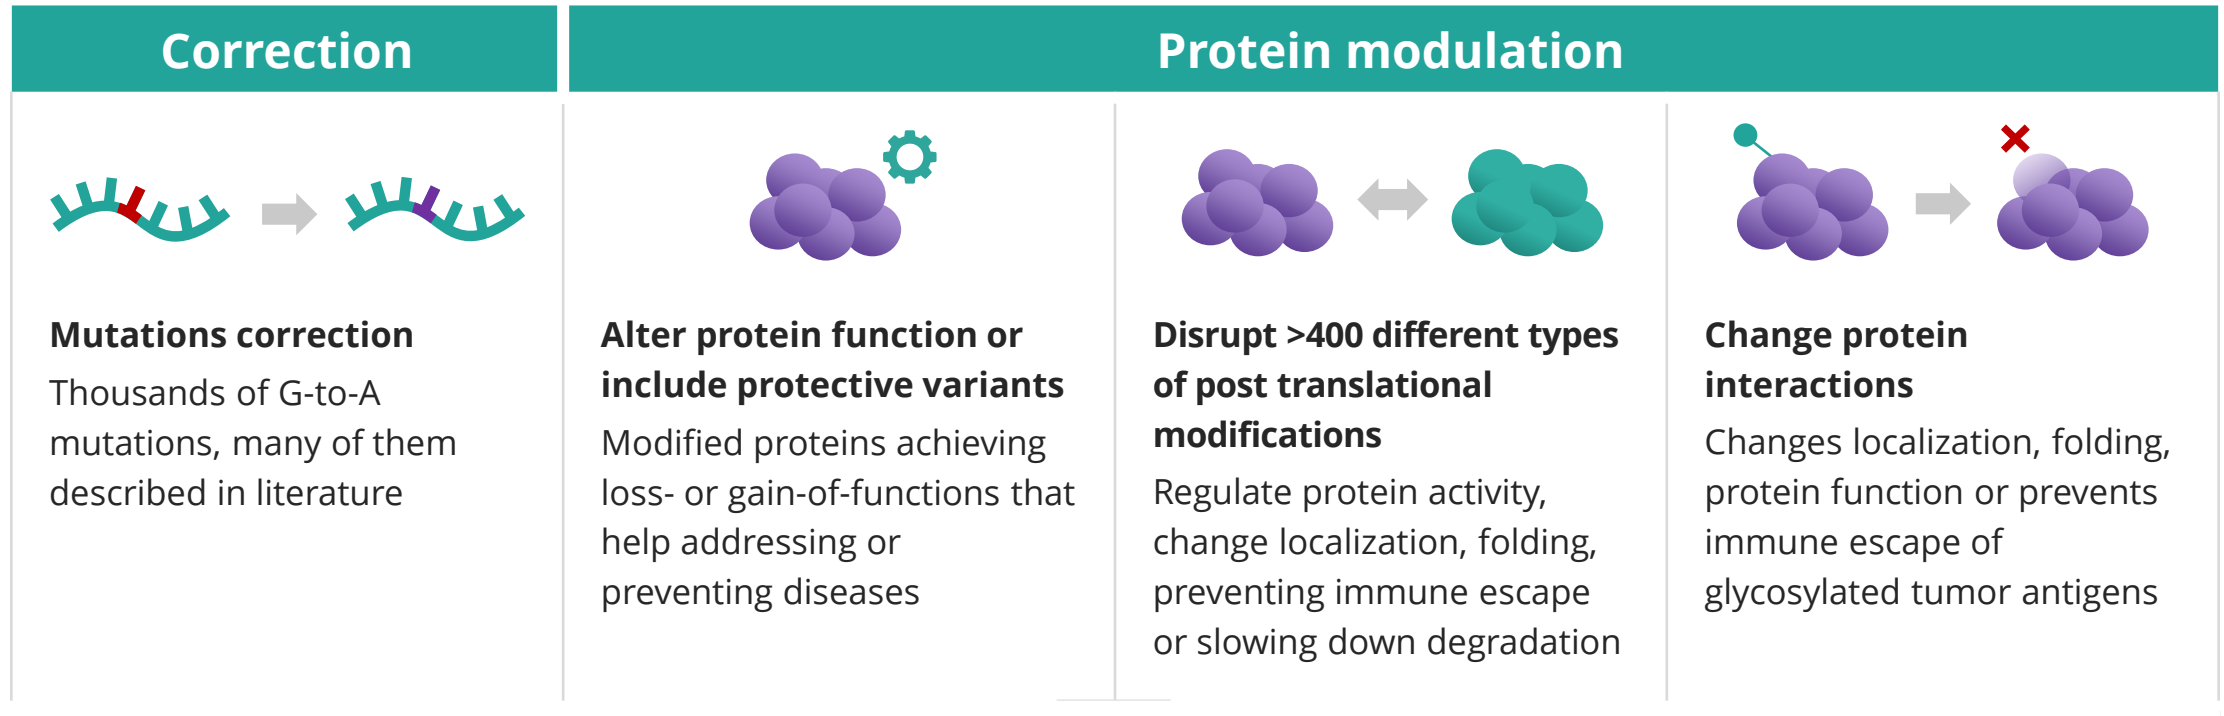 Correction
Protein modulation
Mutations correction
Thousands of G-to-A
mutations, many of them
described in literature
Alter protein function or
include protective variants
Modified proteins achieving
loss- or gain-of-functions that
help addressing or
preventing diseases
Disrupt >400 different types
of post translational
modifications
Regulate protein activity,
change localization, folding,
preventing immune escape
or slowing down degradation
Change protein
interactions
Changes localization, folding,
protein function or prevents
immune escape of
glycosylated tumor antigens